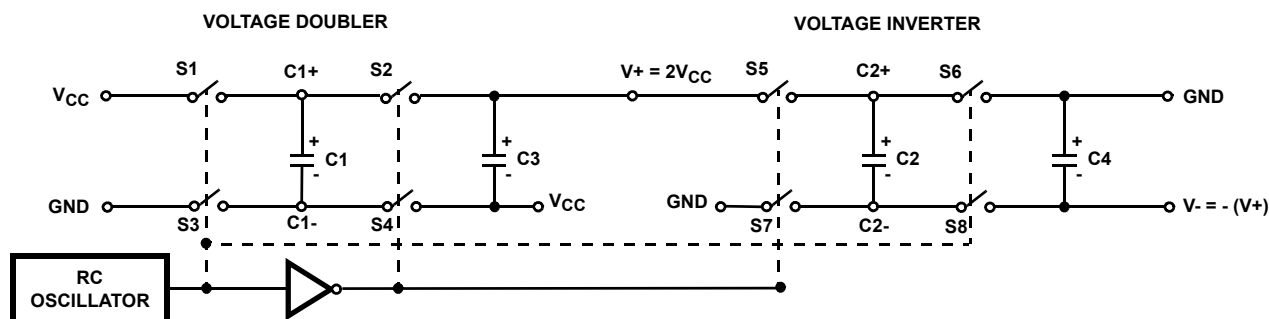 VOLTAGE DOUBLER
VOLTAGE INVERTER
S1 C1+ S2 V+ = 2VCC S5 C2+ S6
VCC GND
+ + + +
C1 C3 C2 C4
- - - -
GND S3 C1- S4 VCC GND S7 C2- S8 V- = - (V+)
RC
OSCILLATOR